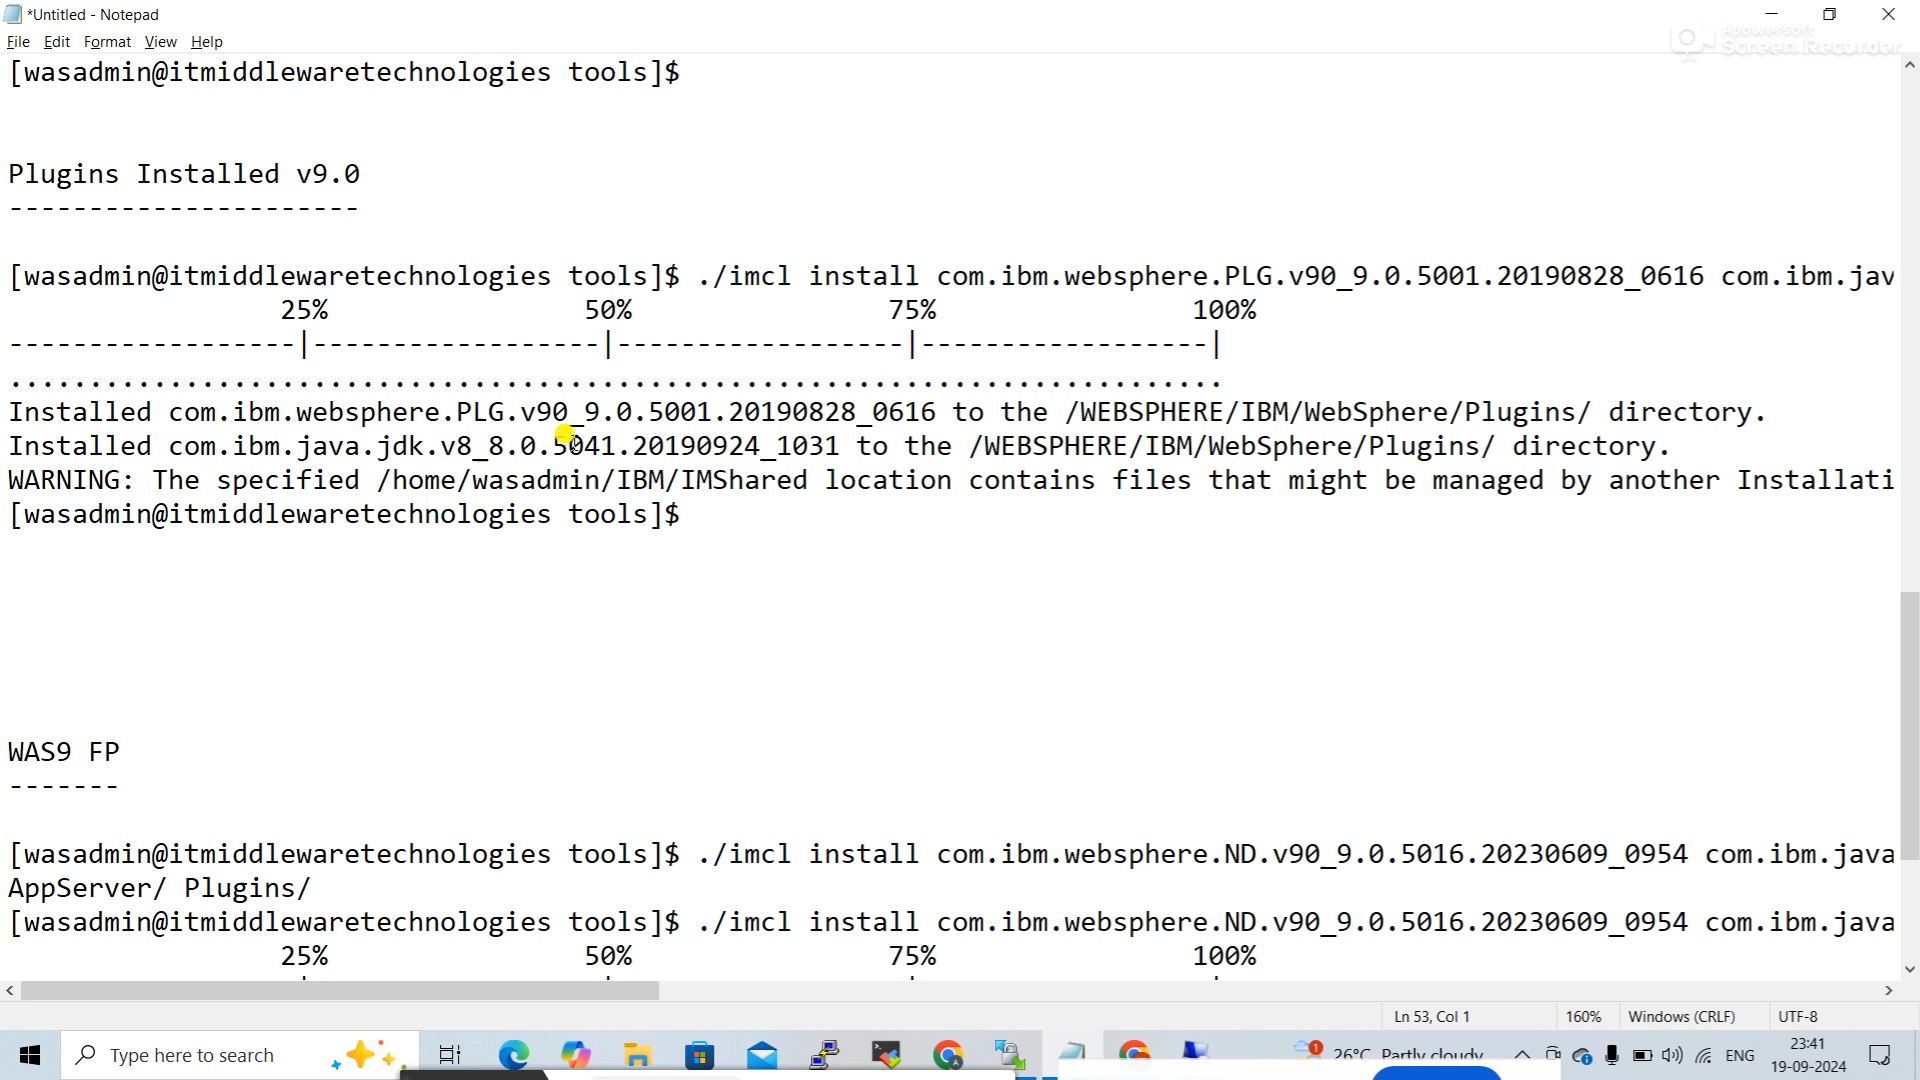 *Untitled - Notepad
File Edit Format View Help
Apowersoft
Screen Recorder
[wasadmin@itmiddlewaretechnologies tools]$
Plugins Installed v9.0
----------------------
[wasadmin@itmiddlewaretechnologies tools]$ ./imcl install com.ibm.websphere.PLG.v90_9.0.5001.20190828_0616 com.ibm.jav
25% 50% 75% 100%
------------------|------------------|------------------|------------------|
............................................................................
Installed com.ibm.websphere.PLG.v90_9.0.5001.20190828_0616 to the /WEBSPHERE/IBM/WebSphere/Plugins/ directory.
Installed com.ibm.java.jdk.v8_8.0.5041.20190924_1031 to the /WEBSPHERE/IBM/WebSphere/Plugins/ directory.
WARNING: The specified /home/wasadmin/IBM/IMShared location contains files that might be managed by another Installati
[wasadmin@itmiddlewaretechnologies tools]$
WAS9 FP
-------
[wasadmin@itmiddlewaretechnologies tools]$ ./imcl install com.ibm.websphere.ND.v90_9.0.5016.20230609_0954 com.ibm.java
AppServer/ Plugins/
[wasadmin@itmiddlewaretechnologies tools]$ ./imcl install com.ibm.websphere.ND.v90_9.0.5016.20230609_0954 com.ibm.java
25% 50% 75% 100%
Ln 53, Col 1 160% Windows (CRLF) UTF-8
Type here to search 1 26°C Partly cloudy ENG 23:41
19-09-2024